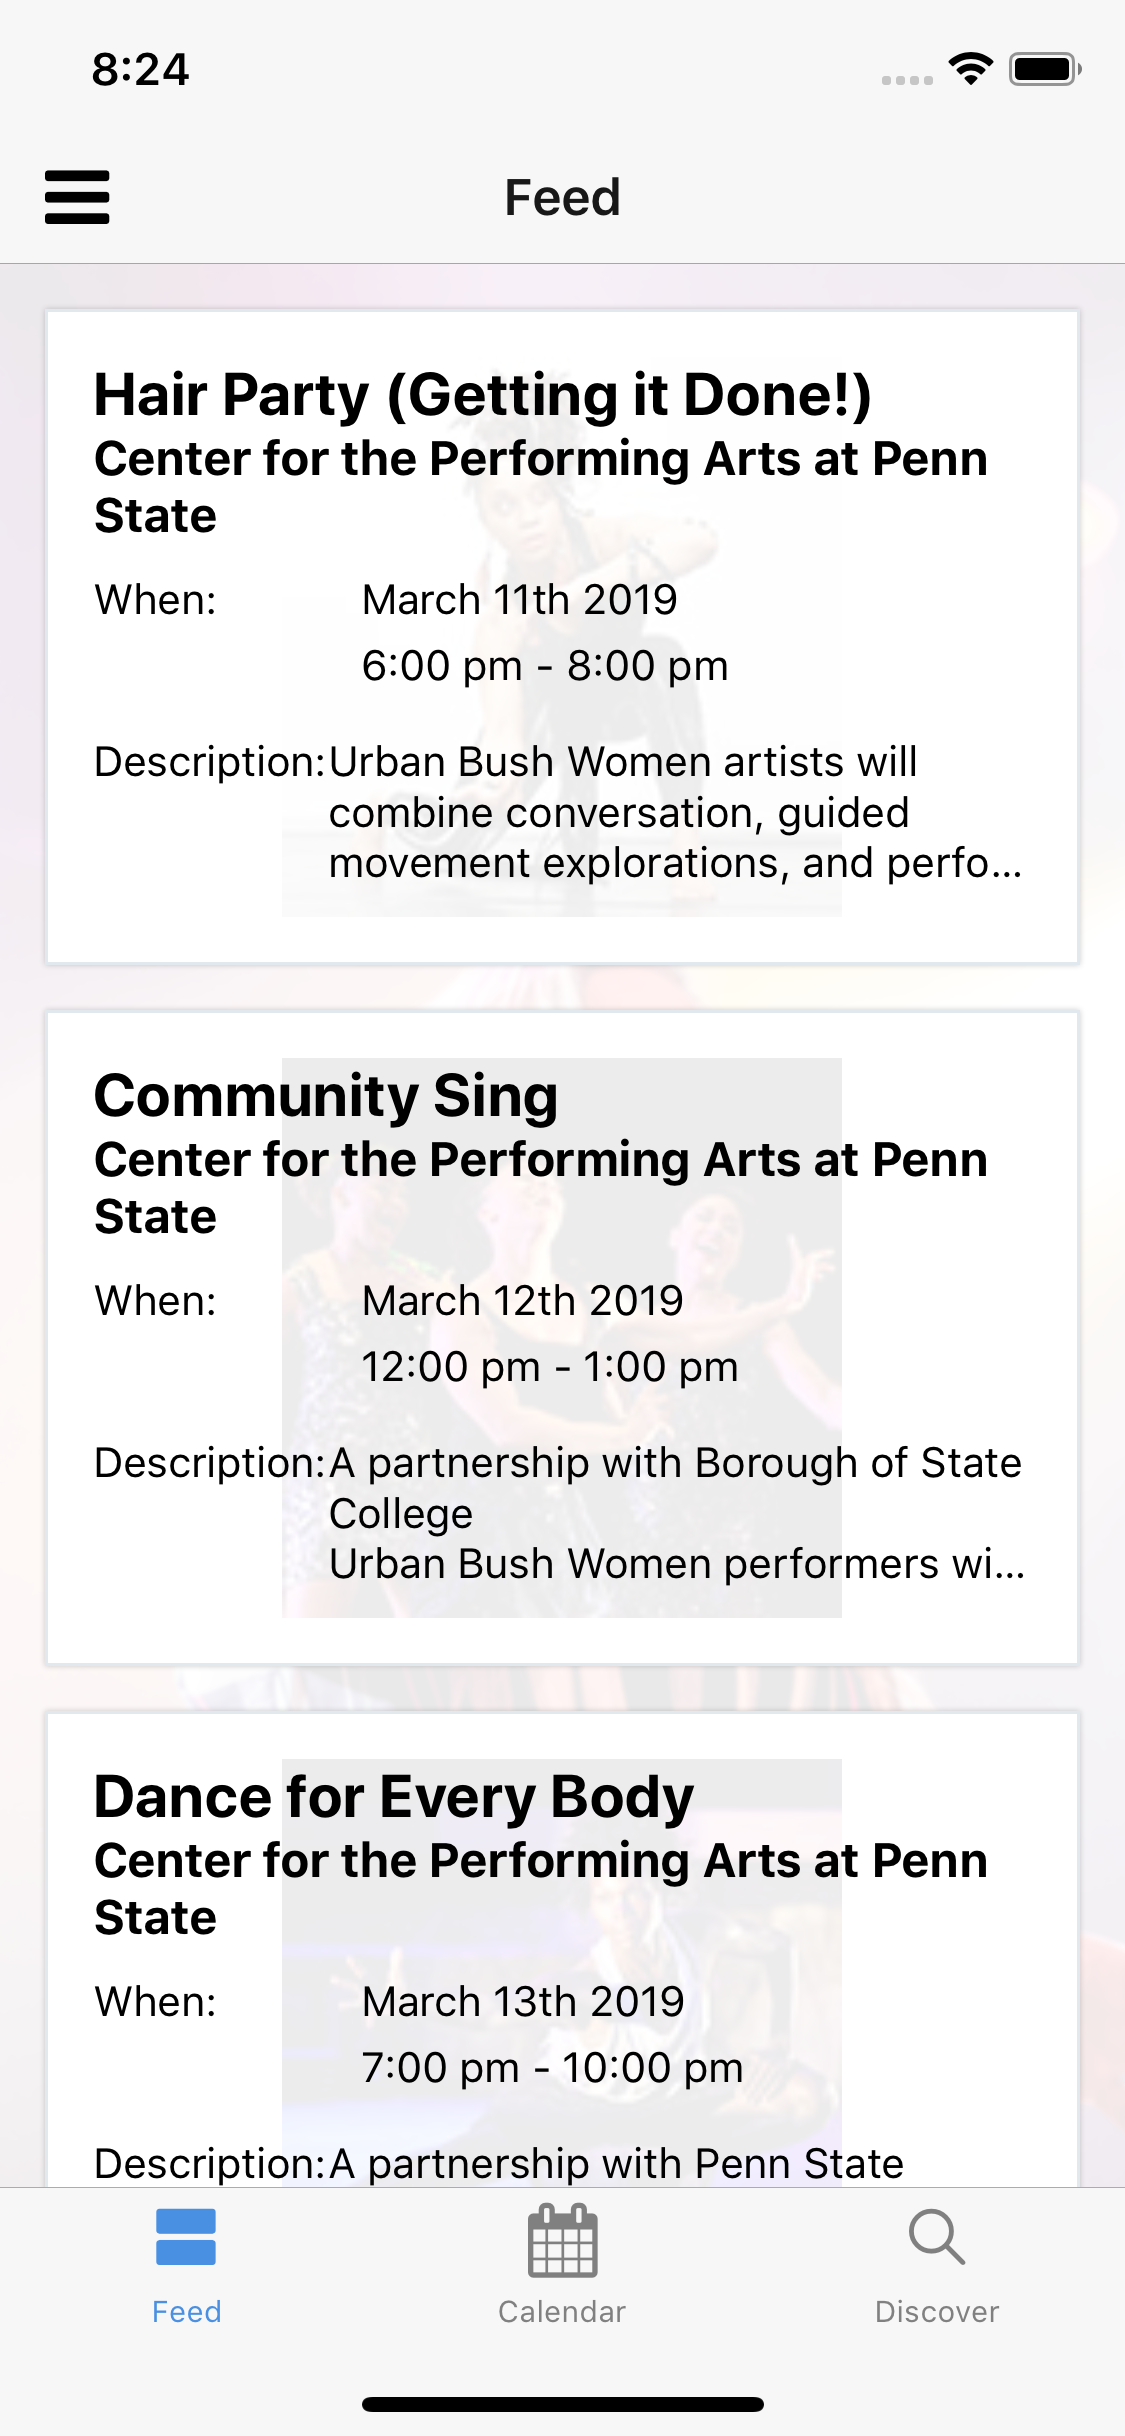 8:24
Feed
Hair Party (Getting it Done!)
Center for the Performing Arts at Penn
State
When: March 11th 2019
6:00 pm - 8:00 pm
Description: Urban Bush Women artists will
combine conversation, guided
movement explorations, and perfo...
Community Sing
Center for the Performing Arts at Penn
State
When: March 12th 2019
12:00 pm - 1:00 pm
Description: A partnership with Borough of State
College
Urban Bush Women performers wi...
Dance for Every Body
Center for the Performing Arts at Penn
State
When: March 13th 2019
7:00 pm - 10:00 pm
Description: A partnership with Penn State
Feed Calendar Discover